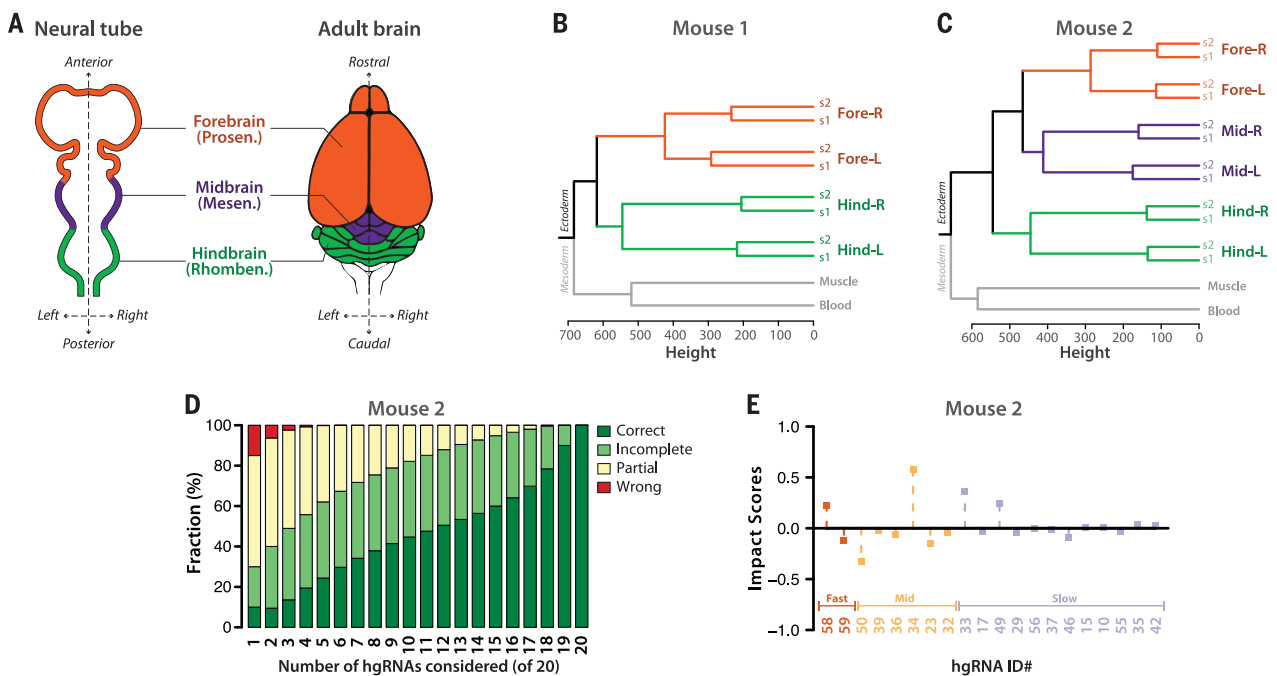 A
Neural tube
Adult brain
Anterior
Rostral
Forebrain
(Prosen.)
Midbrain
(Mesen.)
Hindbrain
(Rhomben.)
Left
Right
Posterior
Left
Right
Caudal
B
Mouse 1
s2
s1
Fore-R
s2
s1
Fore-L
s2
s1
Hind-R
s2
s1
Hind-L
Ectoderm
Mesoderm
Muscle
Blood
700 600 500 400 300 200 100 0
Height
C
Mouse 2
s2
s1
Fore-R
s2
s1
Fore-L
s2
s1
Mid-R
s2
s1
Mid-L
s2
s1
Hind-R
s2
s1
Hind-L
Ectoderm
Mesoderm
Muscle
Blood
600 500 400 300 200 100 0
Height
D
Mouse 2
Fraction (%)
100
80
60
40
20
0
Correct
Incomplete
Partial
Wrong
1 2 3 4 5 6 7 8 9 10 11 12 13 14 15 16 17 18 19 20
Number of hgRNAs considered (of 20)
E
Mouse 2
Impact Scores
1.0
0.5
0.0
−0.5
−1.0
Fast Mid Slow
58 59 50 39 36 34 23 32 33 17 49 29 56 37 46 15 10 55 35 42
hgRNA ID#